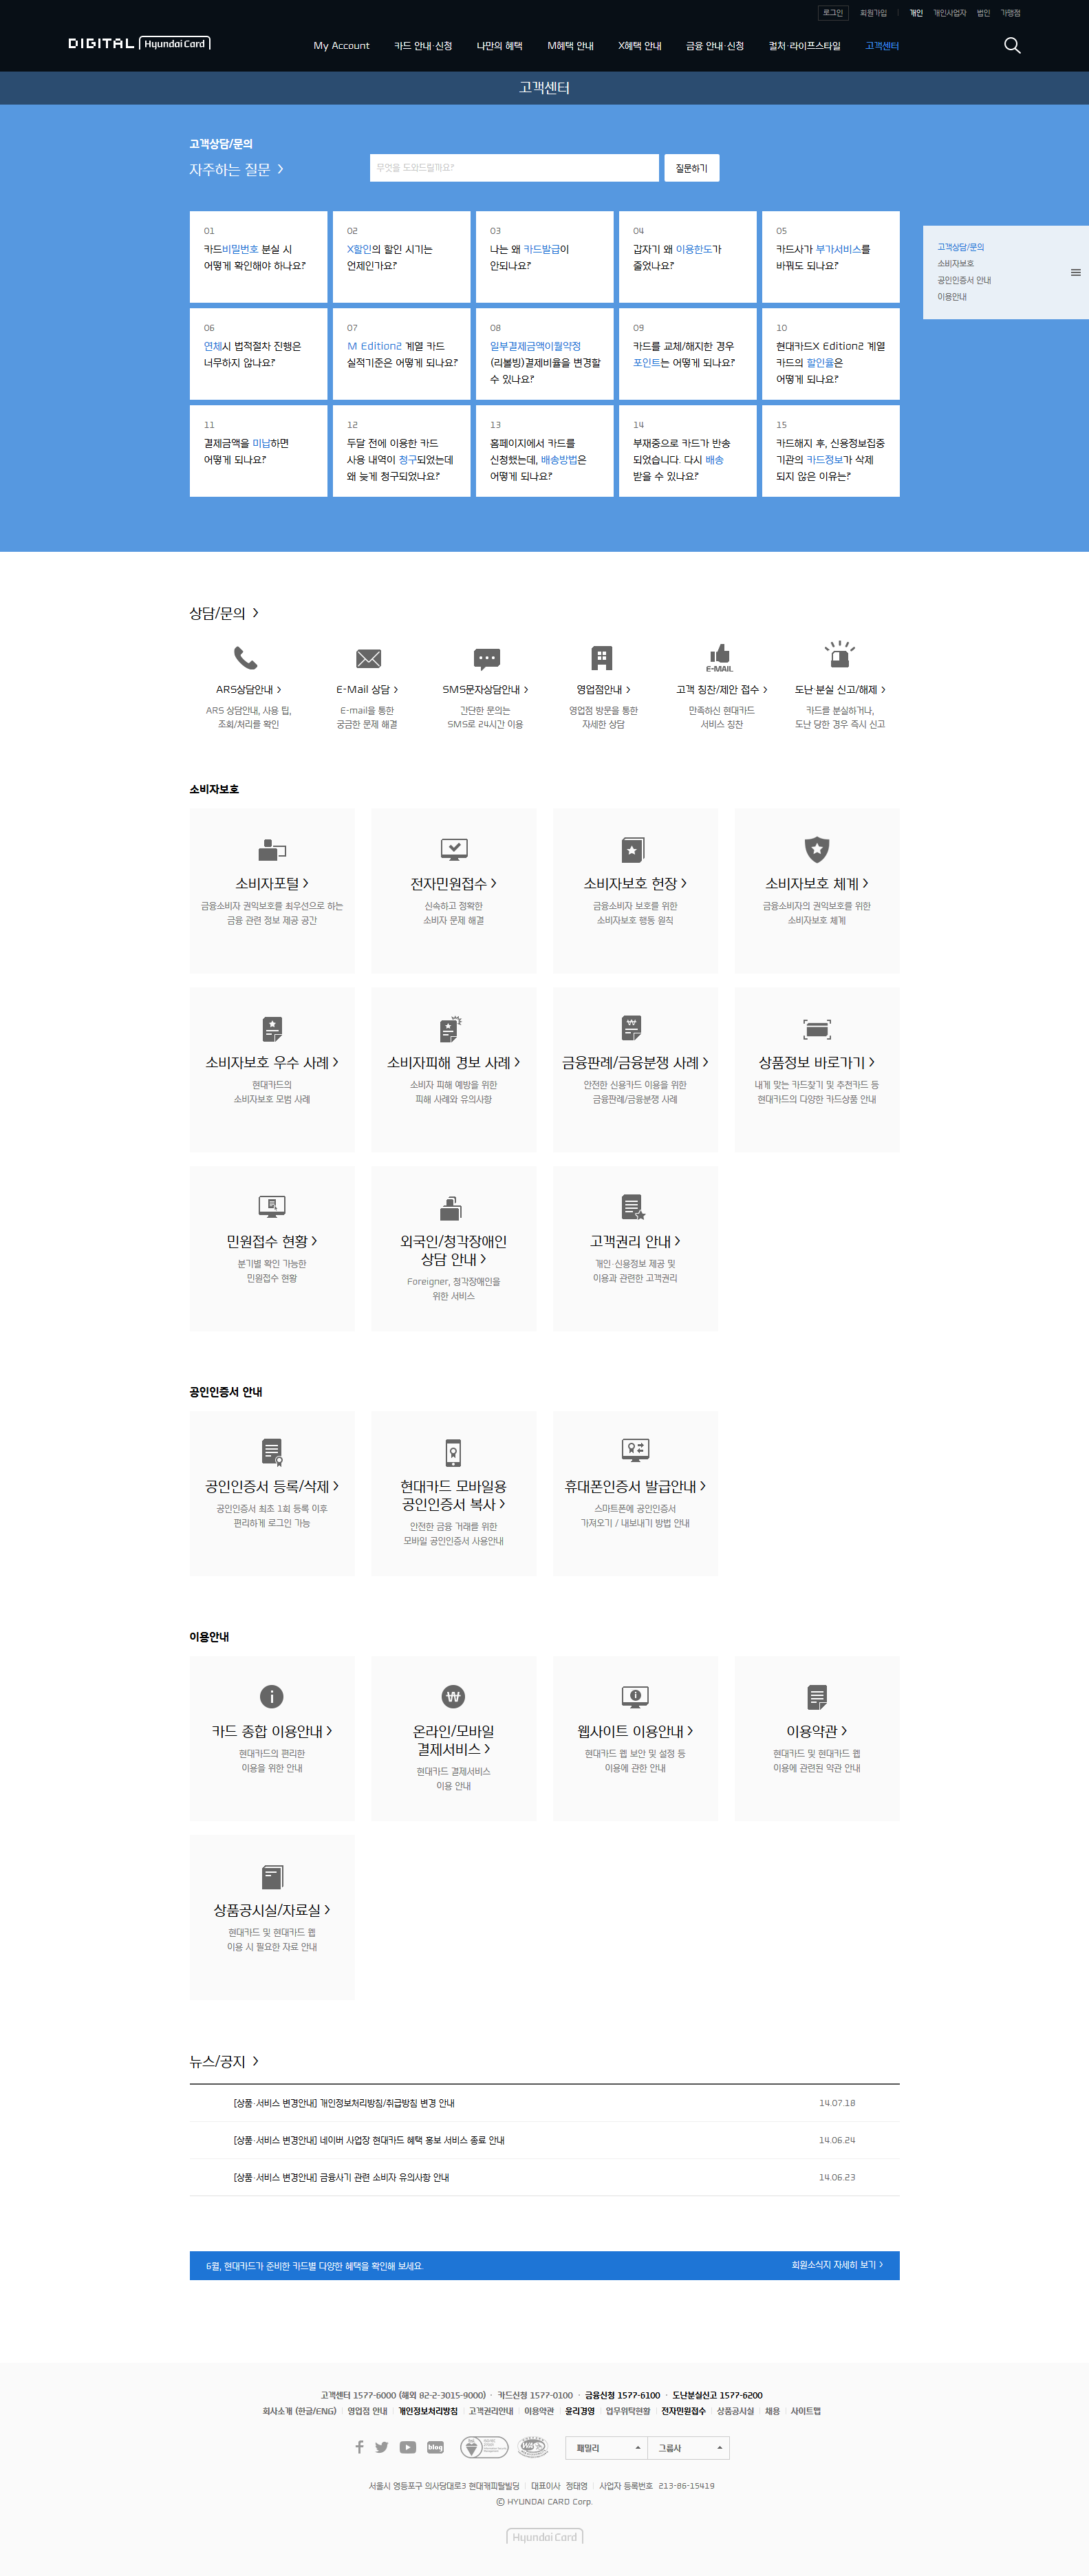 로그인 회원가입 개인 개인사업자 법인 가맹점
DIGITAL Hyundai Card My Account 카드 안내·신청 나만의 혜택 M혜택 안내 X혜택 안내 금융 안내·신청 컬처·라이프스타일 고객센터
고객센터
고객상담/문의
자주하는 질문
무엇을 도와드릴까요?
질문하기
고객상담/문의
소비자보호
공인인증서 안내
이용안내
01
카드비밀번호 분실 시
어떻게 확인해야 하나요?
02
X할인의 할인 시기는
언제인가요?
03
나는 왜 카드발급이
안되나요?
04
갑자기 왜 이용한도가
줄었나요?
05
카드사가 부가서비스를
바꿔도 되나요?
06
연체시 법적절차 진행은
너무하지 않나요?
07
M Edition2 계열 카드
실적기준은 어떻게 되나요?
08
일부결제금액이월약정
(리볼빙)결제비율을 변경할
수 있나요?
09
카드를 교체/해지한 경우
포인트는 어떻게 되나요?
10
현대카드X Edition2 계열
카드의 할인율은
어떻게 되나요?
11
결제금액을 미납하면
어떻게 되나요?
12
두달 전에 이용한 카드
사용 내역이 청구되었는데
왜 늦게 청구되었나요?
13
홈페이지에서 카드를
신청했는데, 배송방법은
어떻게 되나요?
14
부재중으로 카드가 반송
되었습니다. 다시 배송
받을 수 있나요?
15
카드해지 후, 신용정보집중
기관의 카드정보가 삭제
되지 않은 이유는?
상담/문의
ARS상담안내
ARS 상담안내, 사용 팁,
조회/처리를 확인
E-Mail 상담
E-mail을 통한
궁금한 문제 해결
SMS문자상담안내
간단한 문의는
SMS로 24시간 이용
영업점안내
영업점 방문을 통한
자세한 상담
E-MAIL
고객 칭찬/제안 접수
만족하신 현대카드
서비스 칭찬
도난·분실 신고/해제
카드를 분실하거나,
도난 당한 경우 즉시 신고
소비자보호
소비자포털
금융소비자 권익보호를 최우선으로 하는
금융 관련 정보 제공 공간
전자민원접수
신속하고 정확한
소비자 문제 해결
소비자보호 헌장
금융소비자 보호를 위한
소비자보호 행동 원칙
소비자보호 체계
금융소비자의 권익보호를 위한
소비자보호 체계
소비자보호 우수 사례
현대카드의
소비자보호 모범 사례
소비자피해 경보 사례
소비자 피해 예방을 위한
피해 사례와 유의사항
금융판례/금융분쟁 사례
안전한 신용카드 이용을 위한
금융판례/금융분쟁 사례
상품정보 바로가기
내게 맞는 카드찾기 및 추천카드 등
현대카드의 다양한 카드상품 안내
민원접수 현황
분기별 확인 가능한
민원접수 현황
외국인/청각장애인
상담 안내
Foreigner, 청각장애인을
위한 서비스
고객권리 안내
개인·신용정보 제공 및
이용과 관련한 고객권리
공인인증서 안내
공인인증서 등록/삭제
공인인증서 최초 1회 등록 이후
편리하게 로그인 가능
현대카드 모바일용
공인인증서 복사
안전한 금융 거래를 위한
모바일 공인인증서 사용안내
휴대폰인증서 발급안내
스마트폰에 공인인증서
가져오기 / 내보내기 방법 안내
이용안내
카드 종합 이용안내
현대카드의 편리한
이용을 위한 안내
온라인/모바일
결제서비스
현대카드 결제서비스
이용 안내
웹사이트 이용안내
현대카드 웹 보안 및 설정 등
이용에 관한 안내
이용약관
현대카드 및 현대카드 웹
이용에 관련된 약관 안내
상품공시실/자료실
현대카드 및 현대카드 웹
이용 시 필요한 자료 안내
뉴스/공지
[상품·서비스 변경안내] 개인정보처리방침/취급방침 변경 안내 14.07.18
[상품·서비스 변경안내] 네이버 사업장 현대카드 혜택 홍보 서비스 종료 안내 14.06.24
[상품·서비스 변경안내] 금융사기 관련 소비자 유의사항 안내 14.06.23
6월, 현대카드가 준비한 카드별 다양한 혜택을 확인해 보세요. 회원소식지 자세히 보기
고객센터 1577-6000 (해외 82-2-3015-9000) · 카드신청 1577-0100 · 금융신청 1577-6100 · 도난분실신고 1577-6200
회사소개 (한글/ENG) 영업점 안내 개인정보처리방침 고객권리안내 이용약관 윤리경영 업무위탁현황 전자민원접수 상품공시실 채용 사이트맵
blog 패밀리 그룹사
서울시 영등포구 의사당대로3 현대캐피탈빌딩 대표이사 정태영 사업자 등록번호 213-86-15419
© HYUNDAI CARD Corp.
Hyundai Card